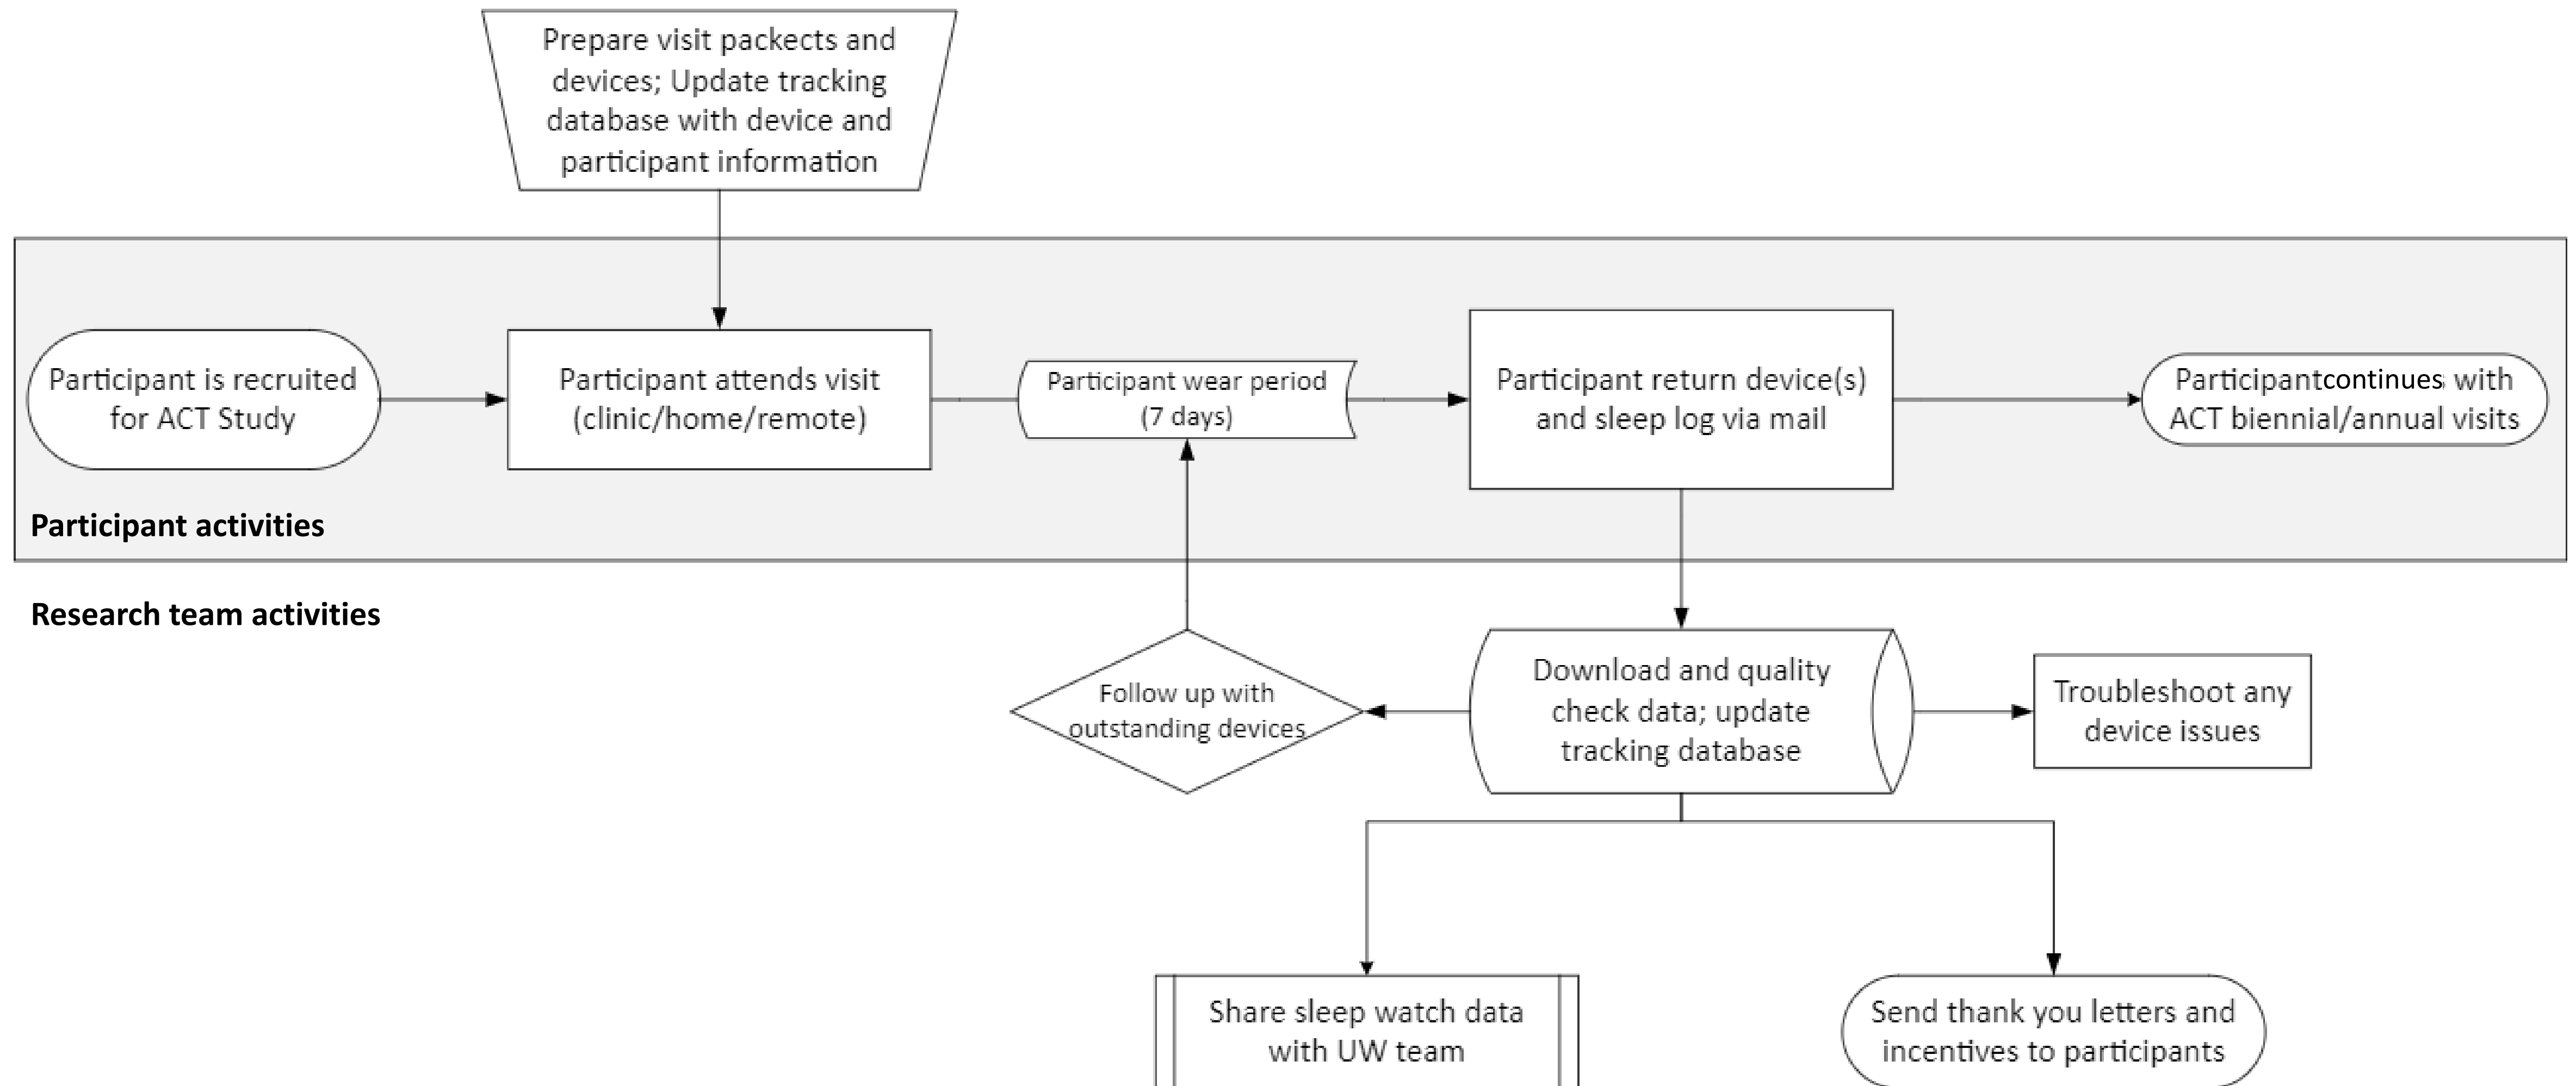 Prepare visit packects and
devices; Update tracking
database with device and
participant information
Participant is recruited
for ACT Study
Participant attends visit
(clinic/home/remote)
Participant wear period
(7 days)
Participant return device(s)
and sleep log via mail
Participantcontinues with
ACT biennial/annual visits
Participant activities
Research team activities
Follow up with
outstanding devices
Download and quality
check data; update
tracking database
Troubleshoot any
device issues
Share sleep watch data
with UW team
Send thank you letters and
incentives to participants